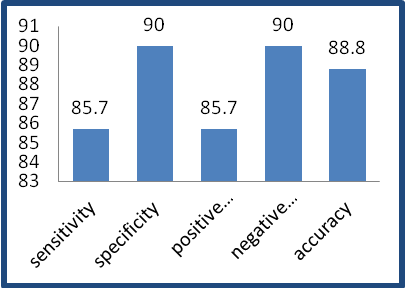 91
90
89
88
87
86
85
84
83
85.7
90
85.7
90
88.8
sensitivity
specificity
positive...
negative...
accuracy